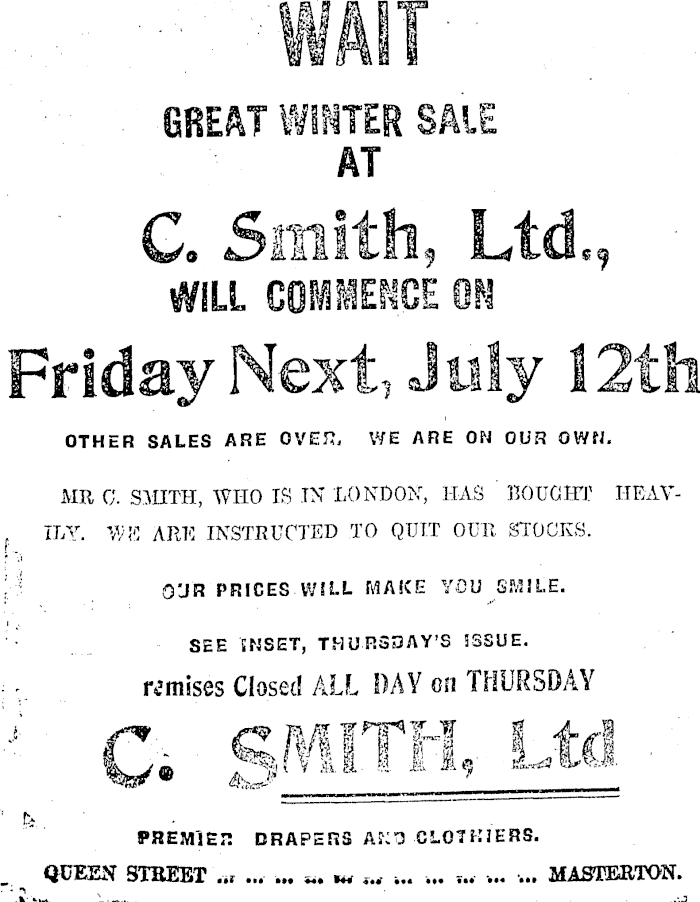 WAIT
GREAT WINTER SALE
AT
C. Smith, Ltd.,
WILL COMMENCE ON
Friday Next, July 12th
OTHER SALES ARE OVER. WE ARE ON OUR OWN.
MR C. SMITH, WHO IS IN LONDON, HAS BOUGHT HEAV-
ILY. WE ARE INSTRUCTED TO QUIT OUR STOCKS.
OUR PRICES WILL MAKE YOU SMILE.
SEE INSET, THURSDAY'S ISSUE.
remises Closed ALL DAY on THURSDAY
C. SMITH, Ltd
PREMIER DRAPERS AND CLOTHIERS.
QUEEN STREET ... ... ... ... ... ... ... ... ... ... ... MASTERTON.